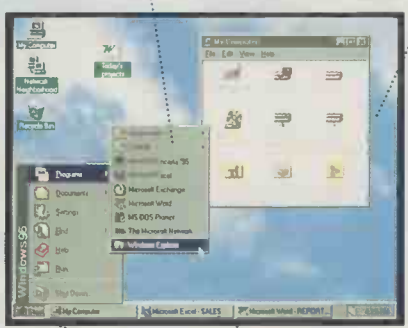 My Computer
Network
Neighborhood
Recycle Bin
Today's
projects
My Computer
File Edit View Help
Programs
Documents
Settings
Find
Help
Run
Shut Down
Windows95
Microsoft Exchange
Microsoft Word
MS-DOS Prompt
The Microsoft Network
Windows Explorer
Start
My Computer
Microsoft Excel - SALES
Microsoft Word - REPORT